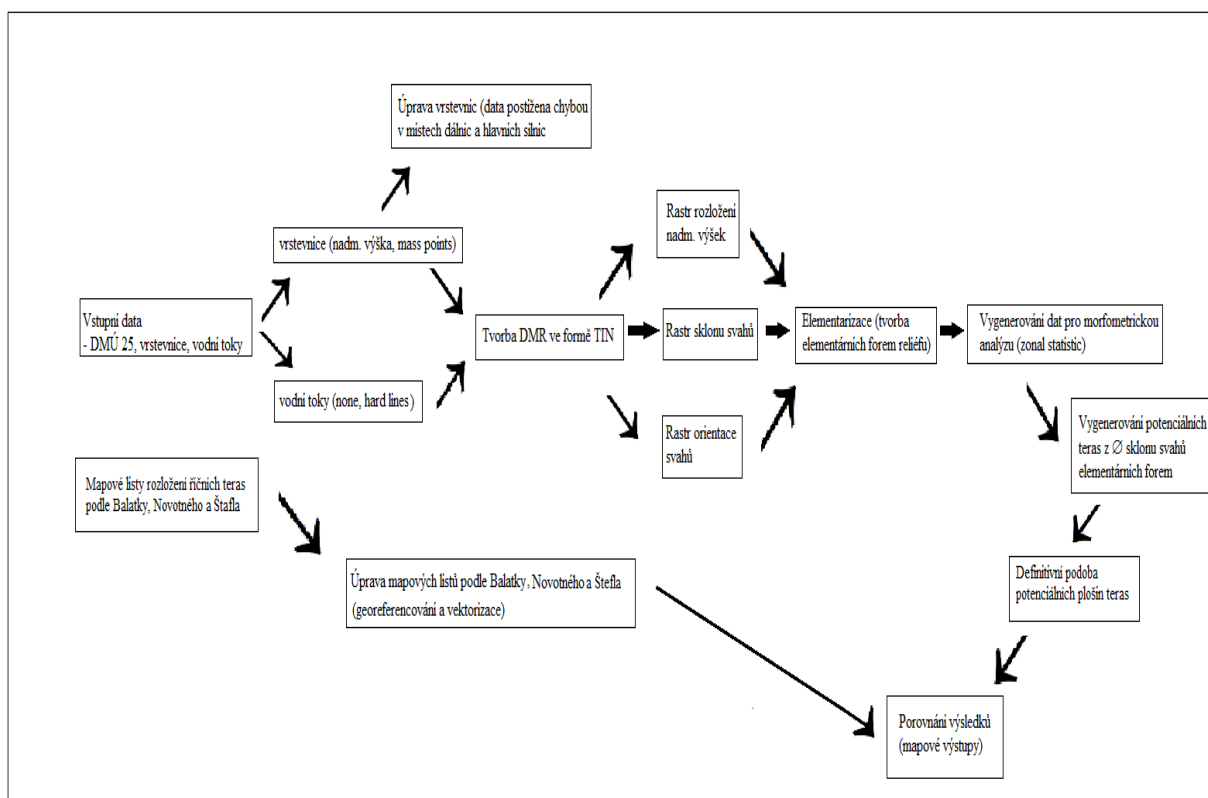 Úprava vrstevnic (data postižena chybou
v místech dálnic a hlavních silnic
vrstevnice (nadm. výška, mass points)
Vstupní data
- DMÚ 25, vrstevnice, vodní toky
vodní toky (none, hard lines)
Tvorba DMR ve formě TIN
Rastr rozložení
nadm. výšek
Rastr sklonu svahů
Rastr orientace
svahů
Elementarizace (tvorba
elementárních forem reliéfu)
Vygenerování dat pro morfometrickou
analýzu (zonal statistic)
Vygenerování potenciálních
teras z ∅ sklonu svahů
elementárních forem
Definitivní podoba
potenciálních plošin teras
Mapové listy rozložení říčních teras
podle Balatky, Novotného a Štafla
Úprava mapových listů podle Balatky, Novotného a Štefla
(georeferencování a vektorizace)
Porovnání výsledků
(mapové výstupy)